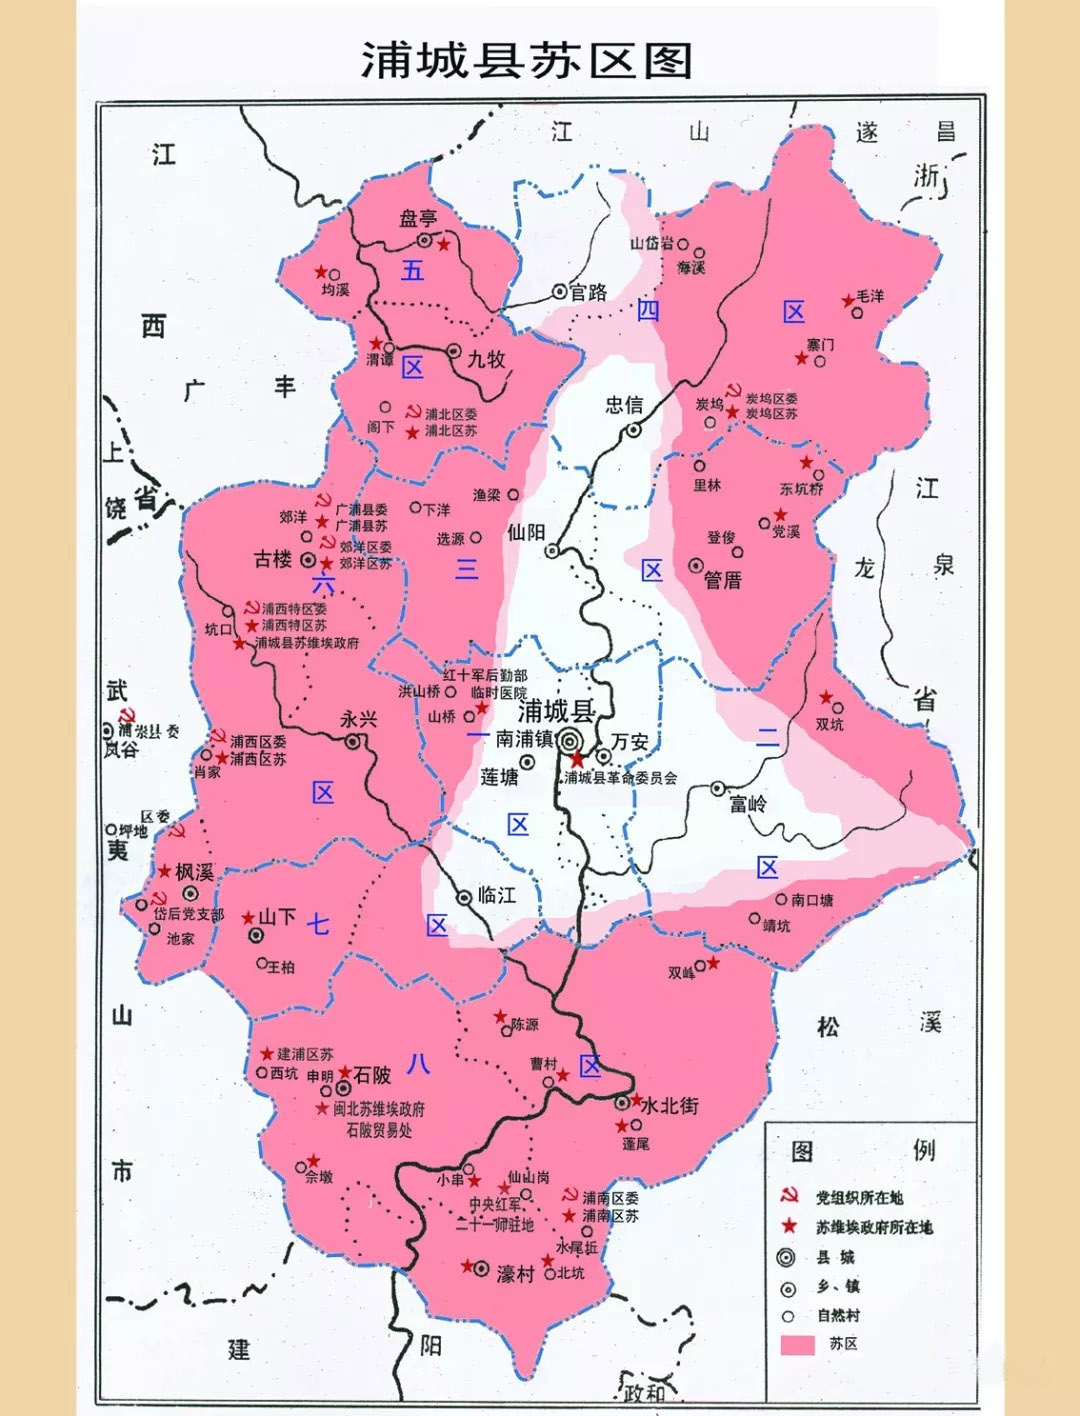 浦城县苏区图
江
山
遂
昌
江
浙
盘亭
五
均溪
官路
山岱岩
海溪
四
区
毛洋
西
广
丰
渭谭
区
九牧
寨门
阁下
浦北区委
浦北区苏
忠信
炭坞
炭坞区委
炭坞区苏
上
饶
省
渔梁
里林
东坑桥
江
郊洋
广浦县委
广浦县苏
下洋
选源
仙阳
登俊
党溪
古楼
郊洋区委
郊洋区苏
六
三
区
管厝
龙
泉
坑口
浦西特区委
浦西特区苏
浦城县苏维埃政府
红十军后勤部
临时医院
洪山桥
山桥
武
浦崇县委
岚谷
永兴
浦城县
一
南浦镇
万安
二
双坑
省
浦西区委
浦西区苏
肖家
莲塘
浦城县革命委员会
区
区
富岭
区委
坪地
夷
枫溪
岱后党支部
池家
山下
七
区
临江
区
南口塘
靖坑
王柏
双峰
山
陈源
松
溪
建浦区苏
西坑
申明
石陂
闽北苏维埃政府
石陂贸易处
八
曹村
区
水北街
蓬尾
市
佘墩
小串
仙山岗
中央红军
二十一师驻地
浦南区委
浦南区苏
水尾坵
濠村
北坑
建
阳
政和
图
例
党组织所在地
苏维埃政府所在地
县城
乡、镇
自然村
苏区